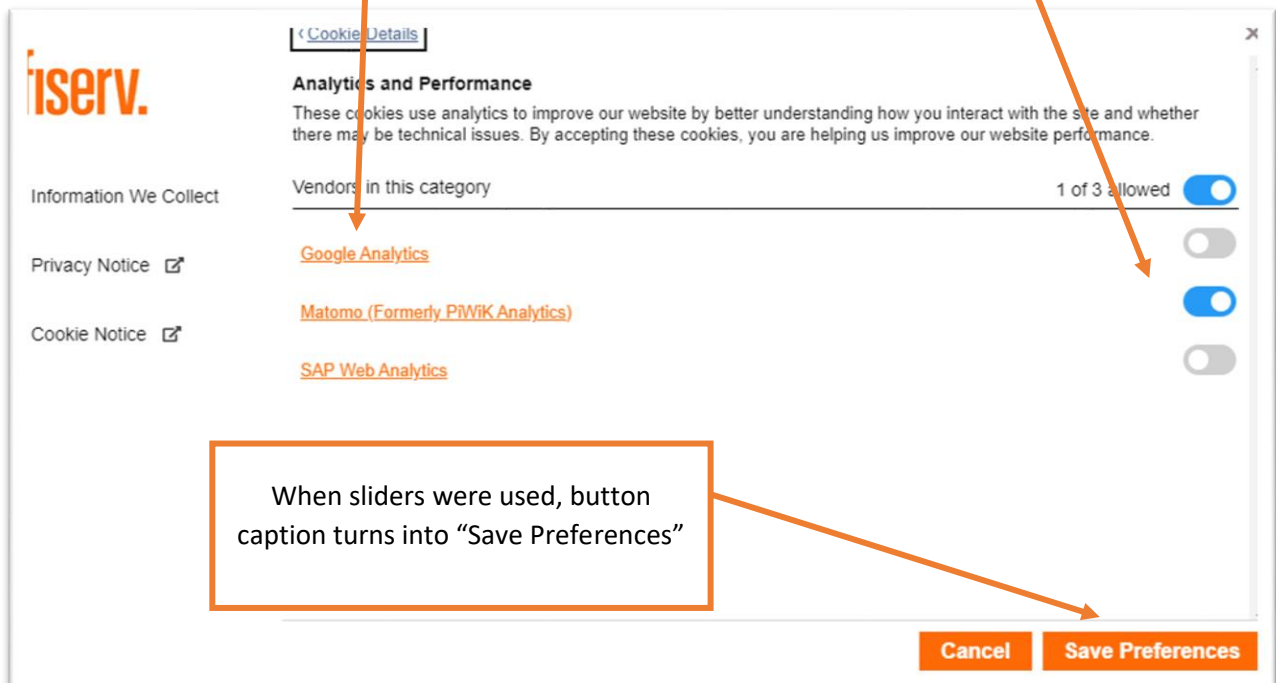 ‹ Cookie Details
×
fiserv.
Analytics and Performance
These cookies use analytics to improve our website by better understanding how you interact with the site and whether
there may be technical issues. By accepting these cookies, you are helping us improve our website performance.
Information We Collect
Vendors in this category
1 of 3 allowed
Google Analytics
Privacy Notice
Matomo (Formerly PiWiK Analytics)
Cookie Notice
SAP Web Analytics
When sliders were used, button
caption turns into “Save Preferences”
Cancel
Save Preferences